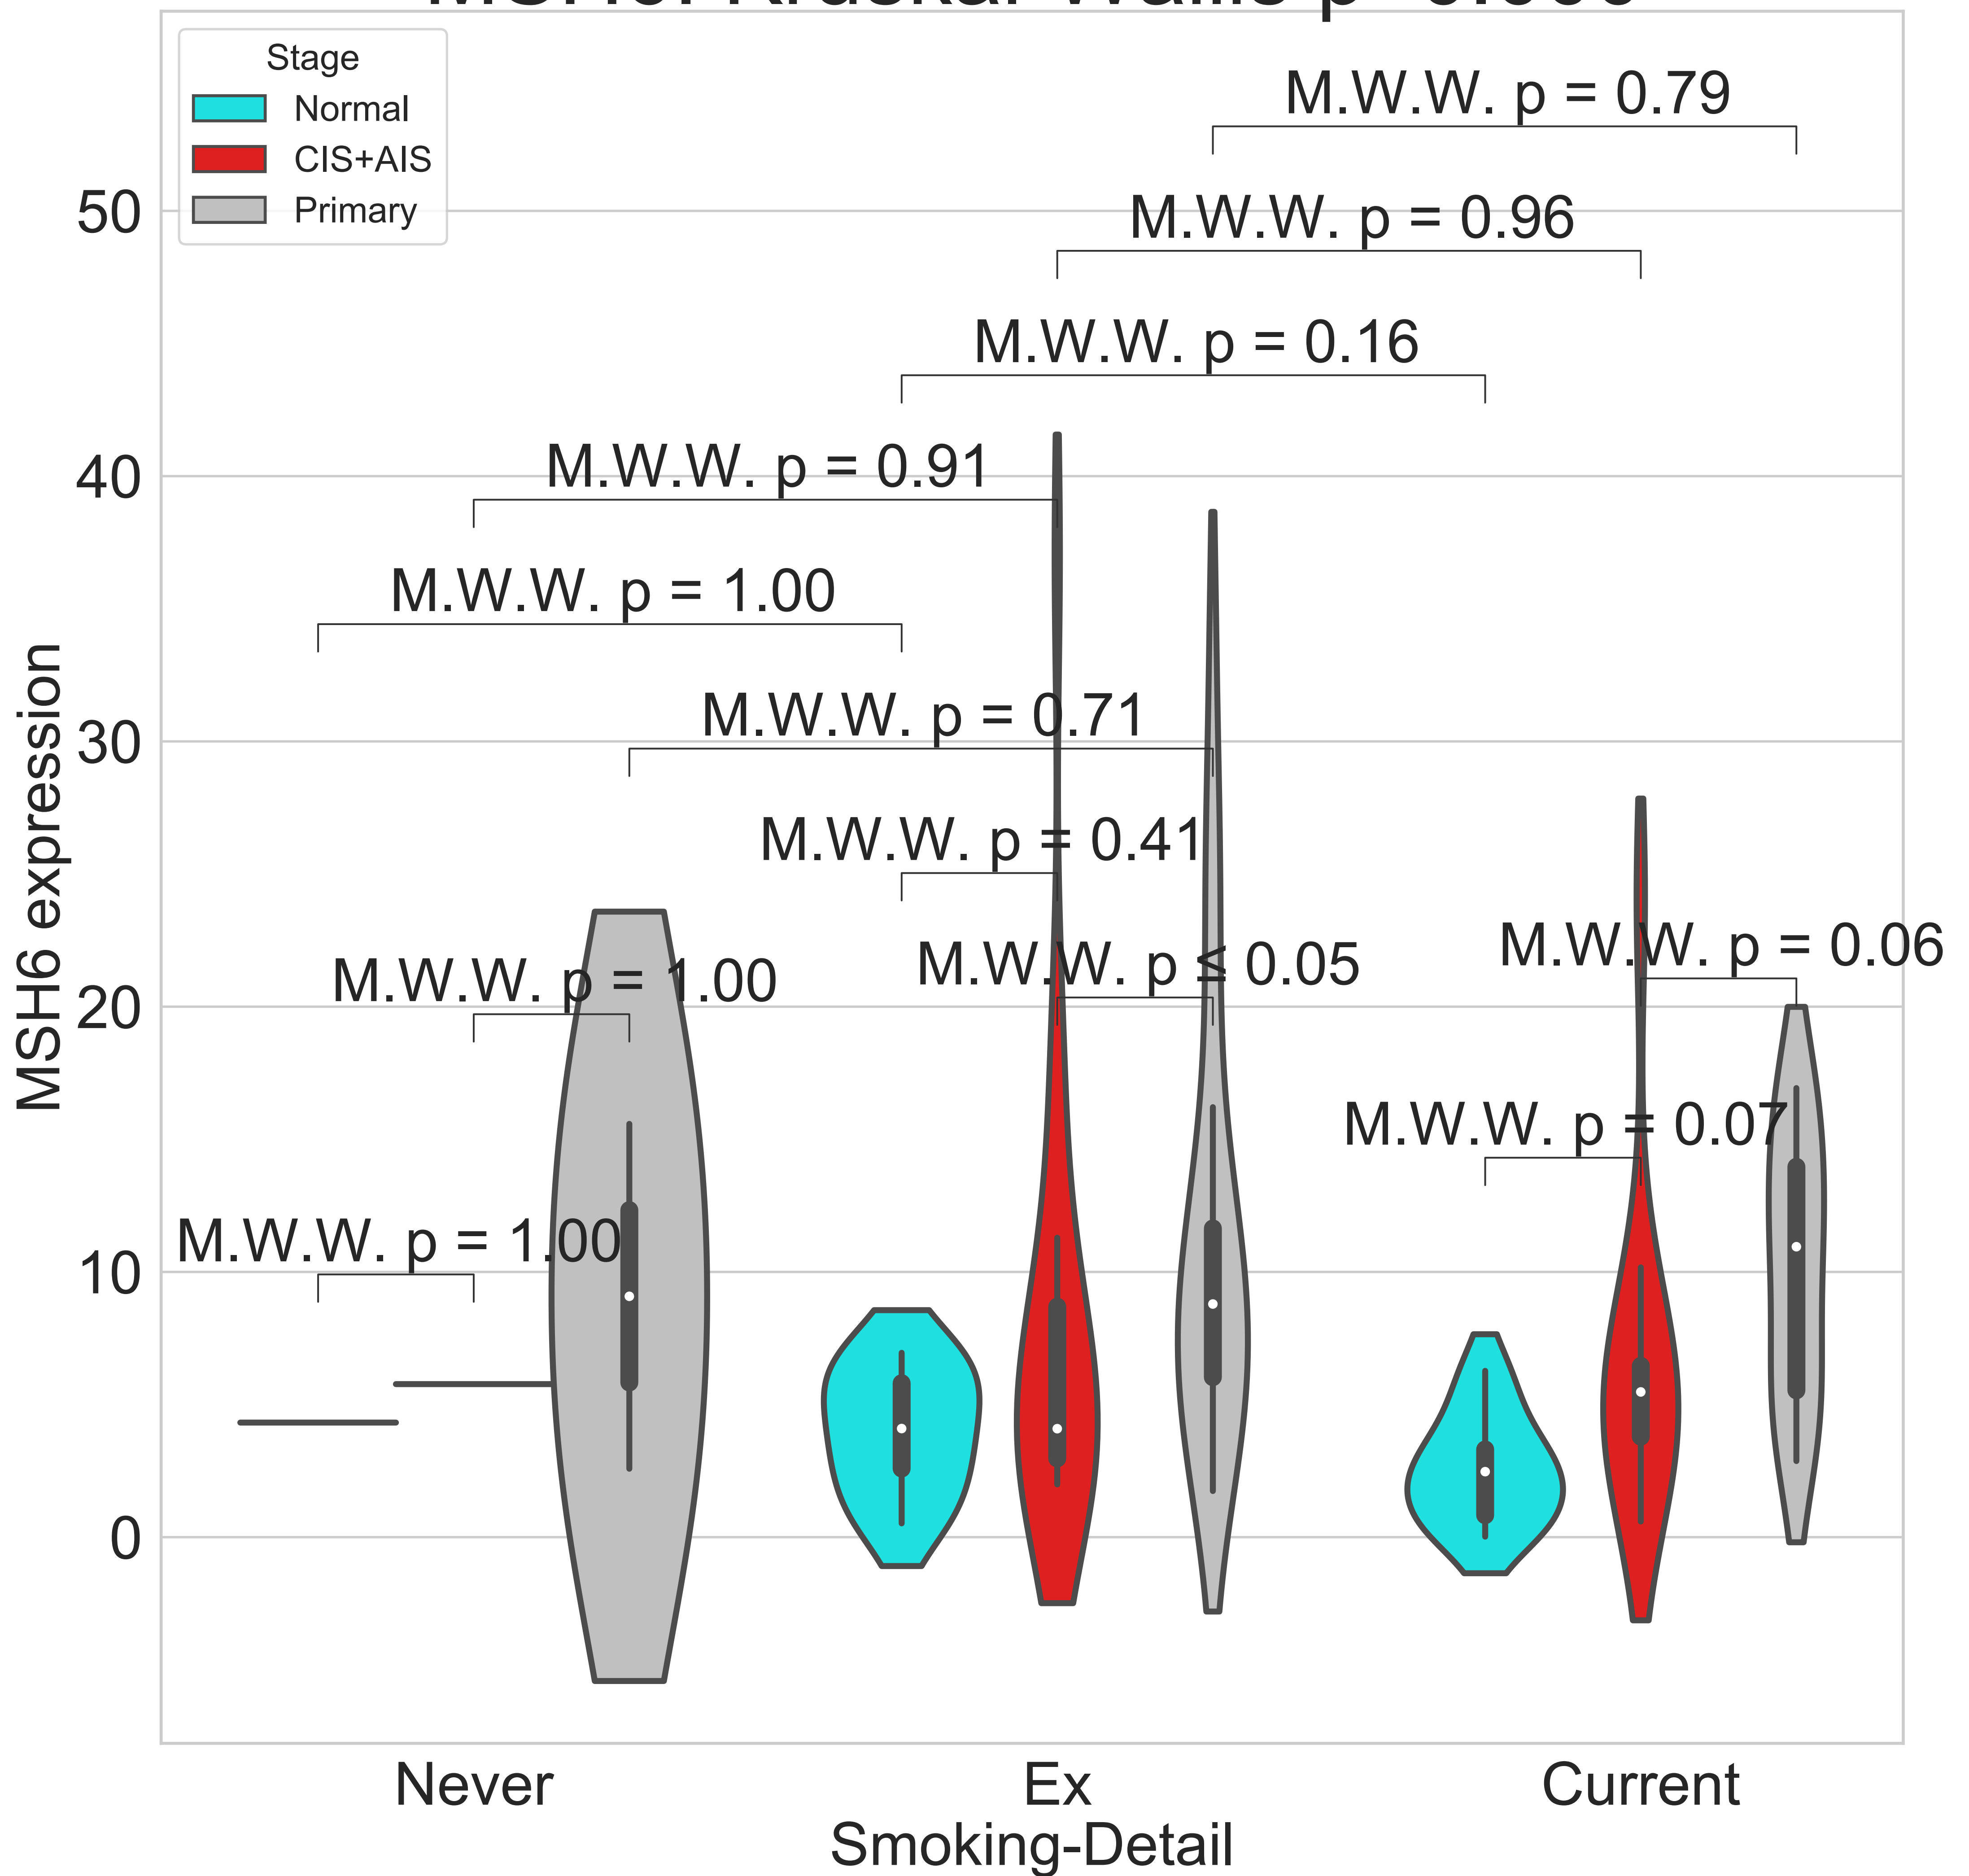 Stage
Normal
CIS+AIS
Primary
M.W.W. p = 0.79
M.W.W. p = 0.96
M.W.W. p = 0.16
M.W.W. p = 0.91
M.W.W. p = 1.00
M.W.W. p = 0.71
M.W.W. p = 0.41
M.W.W. p = 0.05
M.W.W. p = 0.06
M.W.W. p = 1.00
M.W.W. p = 0.07
M.W.W. p = 1.00
50
40
30
20
10
0
MSH6 expression
Never
Ex
Current
Smoking-Detail